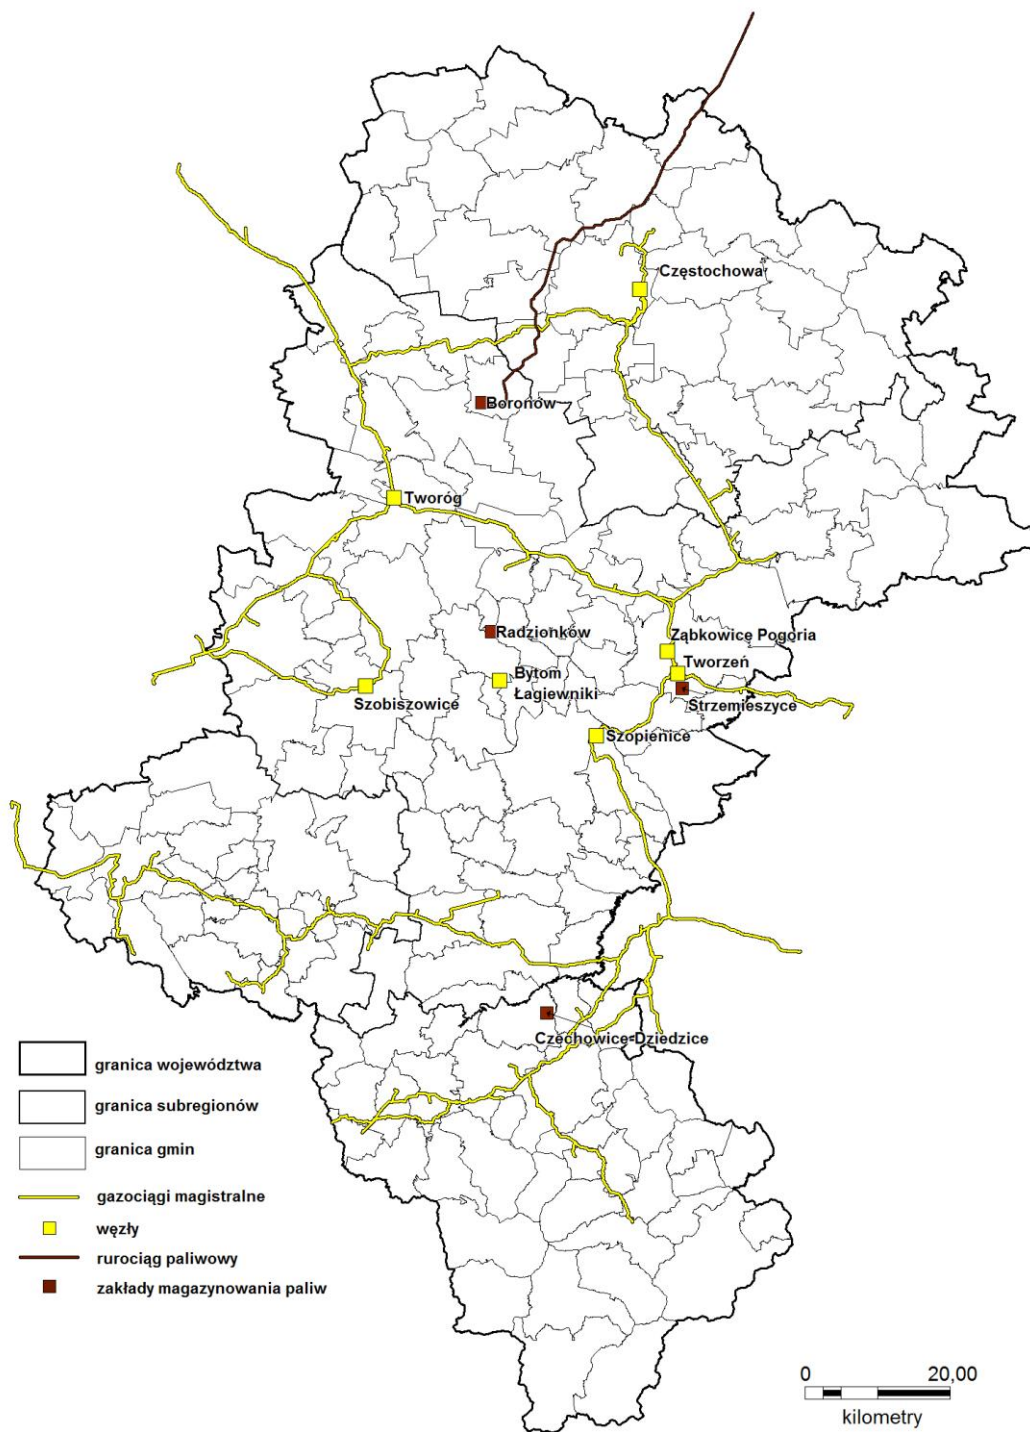 Częstochowa
Boronów
Tworóg
Radzionków
Ząbkowice Pogoria
Bytom
Łagiewniki
Tworzeń
Szobiszowice
Strzemieszyce
Szopienice
Czechowice-Dziedzice
granica województwa
granica subregionów
granica gmin
gazociągi magistralne
węzły
rurociąg paliwowy
zakłady magazynowania paliw
0 20,00
kilometry